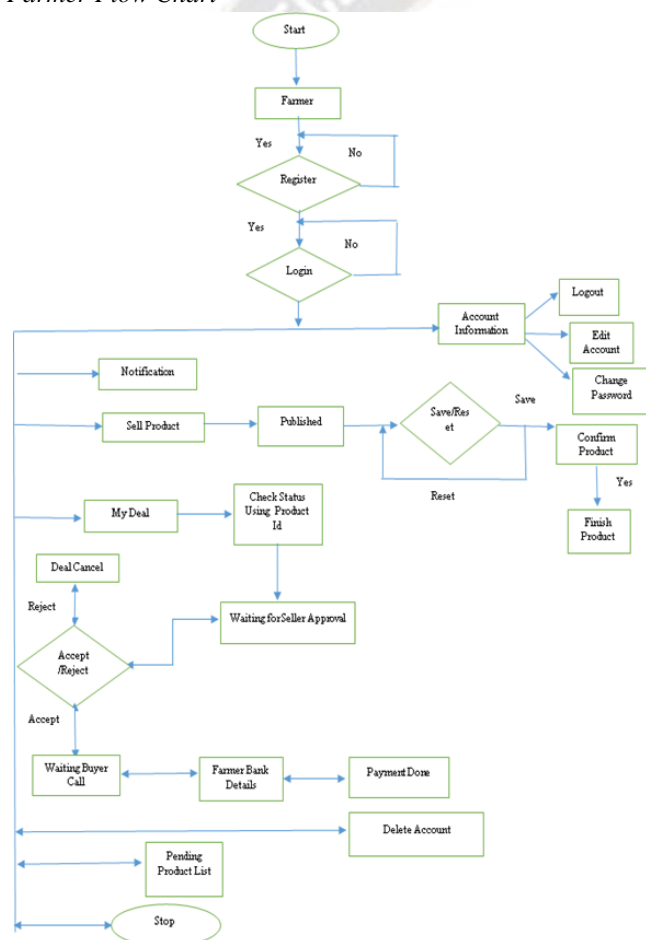 Farmer Flow Chart
Start
Farmer
Yes
No
Register
Yes
No
Login
Account
Information
Logout
Edit
Account
Change
Password
Notification
Sell Product
Published
Save/Res
et
Save
Reset
Confirm
Product
Yes
Finish
Product
My Deal
Check Status
Using Product
Id
Deal Cancel
Reject
Waiting for Seller Approval
Accept
/Reject
Accept
Waiting Buyer
Call
Farmer Bank
Details
Payment Done
Delete Account
Pending
Product List
Stop